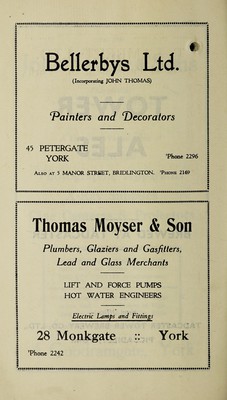 Bellerbys Ltd.
(Incorporating JOHN THOMAS)
Painters and Decorators
45 PETERGATE
YORK
'Phone 2296
ALSO AT 5 MANOR STREET, BRIDLINGTON. 'PHONE 2149
Thomas Moyser & Son
Plumbers, Glaziers and Gasfitters,
Lead and Glass Merchants
LIFT AND FORCE PUMPS
HOT WATER ENGINEERS
Electric Lamps and Fittings
28 Monkgate :: York
'Phone 2242